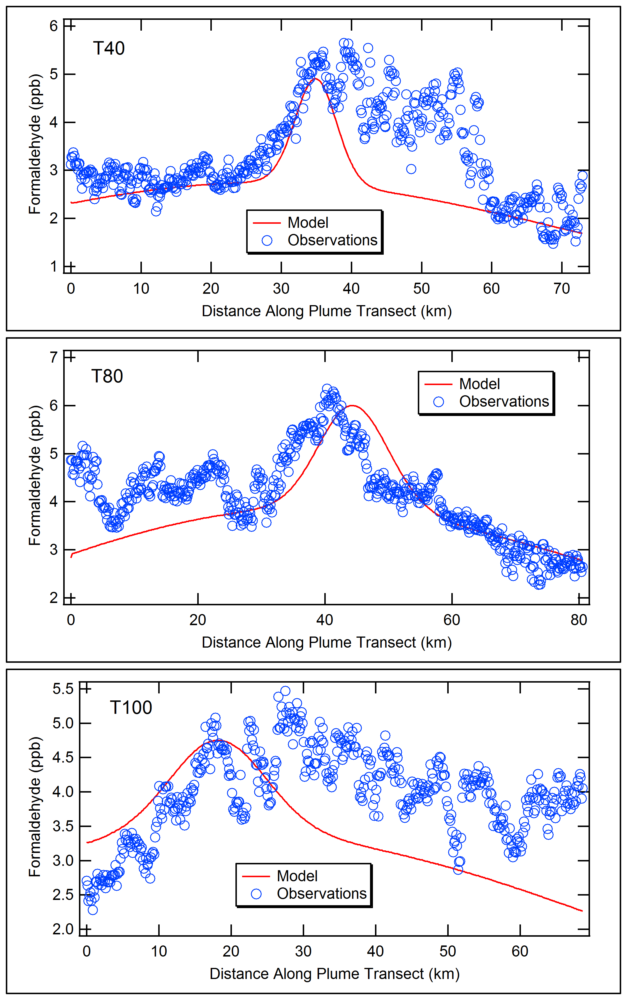 T40
Formaldehyde (ppb)
6
5
4
3
2
1
Model
Observations
0 10 20 30 40 50 60 70
Distance Along Plume Transect (km)
T80
Formaldehyde (ppb)
7
6
5
4
3
2
Model
Observations
0 20 40 60 80
Distance Along Plume Transect (km)
T100
Formaldehyde (ppb)
5.5
5.0
4.5
4.0
3.5
3.0
2.5
2.0
Model
Observations
0 10 20 30 40 50 60
Distance Along Plume Transect (km)